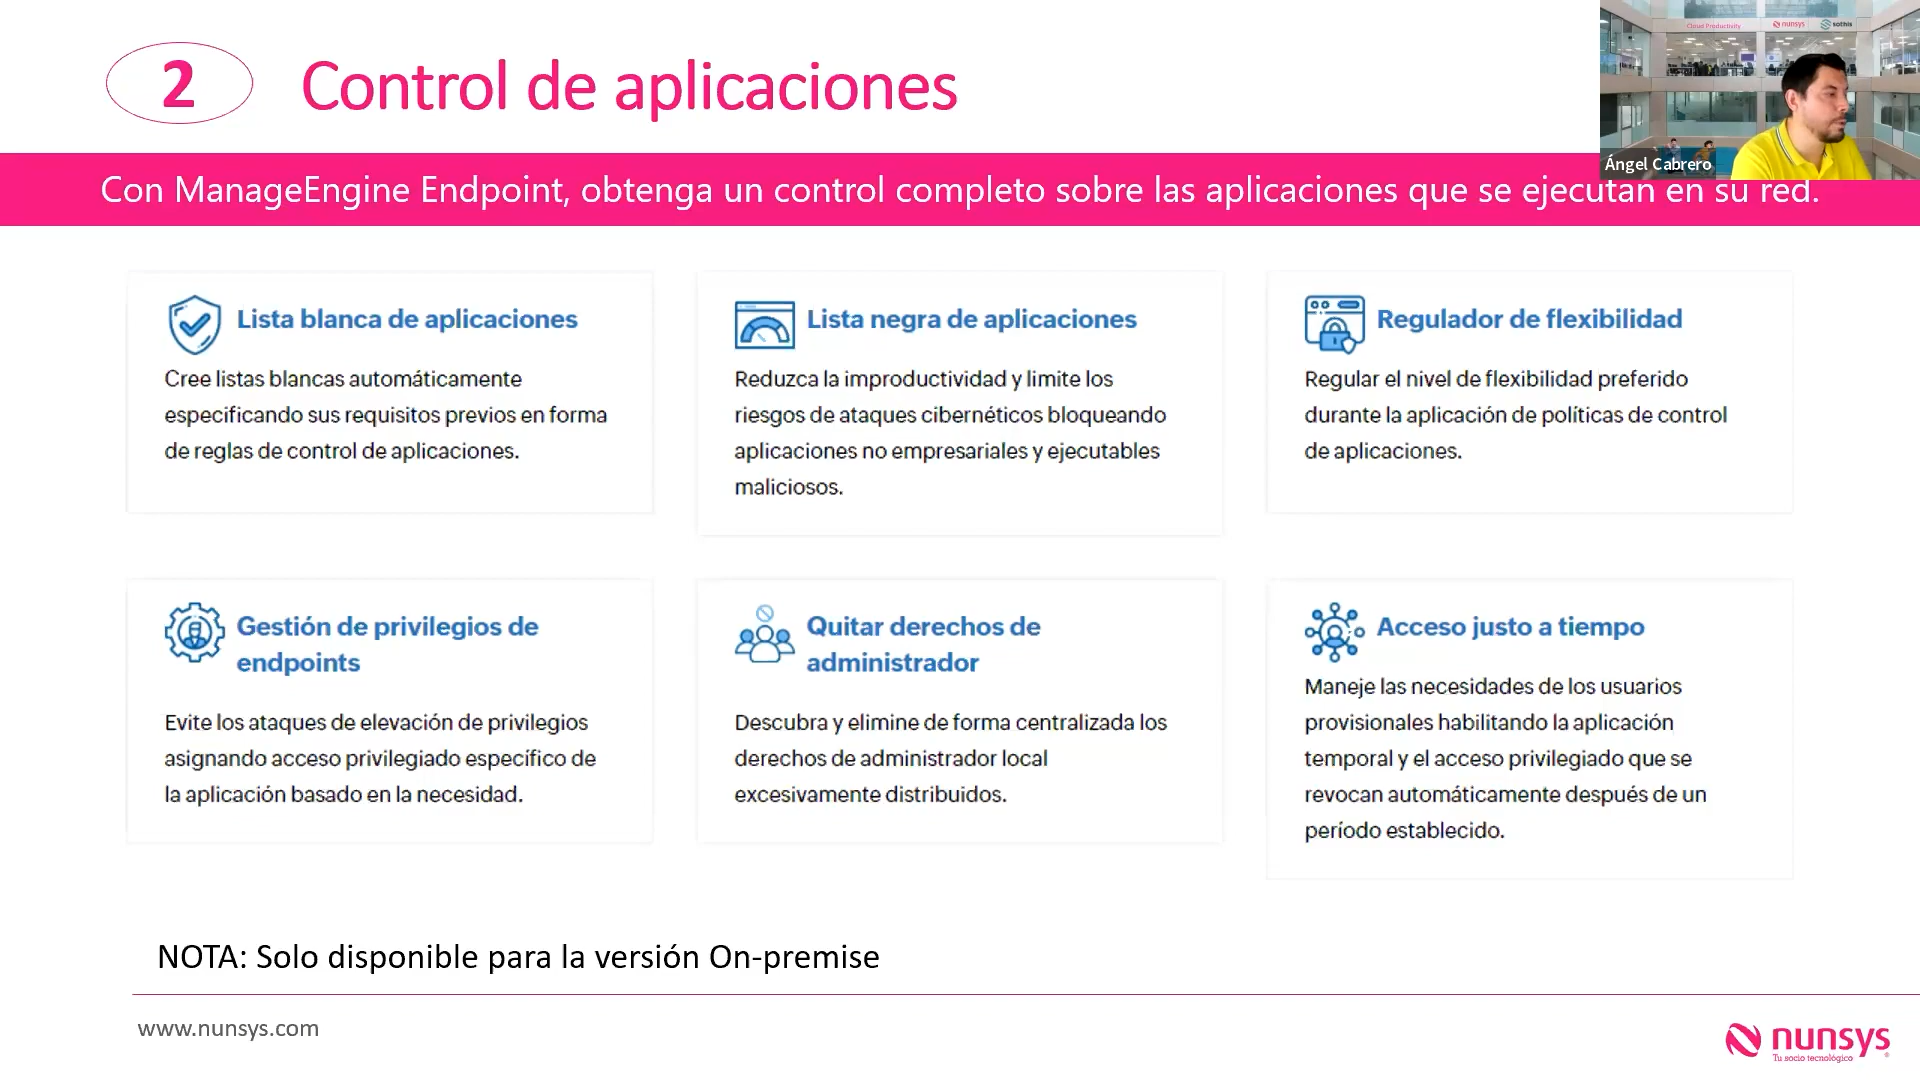 2
Control de aplicaciones
Cloud Productivity
nunsys
sothis
Ángel Cabrero
Con ManageEngine Endpoint, obtenga un control completo sobre las aplicaciones que se ejecutan en su red.
Lista blanca de aplicaciones
Cree listas blancas automáticamente
especificando sus requisitos previos en forma
de reglas de control de aplicaciones.
Lista negra de aplicaciones
Reduzca la improductividad y limite los
riesgos de ataques cibernéticos bloqueando
aplicaciones no empresariales y ejecutables
maliciosos.
Regulador de flexibilidad
Regular el nivel de flexibilidad preferido
durante la aplicación de políticas de control
de aplicaciones.
Gestión de privilegios de
endpoints
Evite los ataques de elevación de privilegios
asignando acceso privilegiado específico de
la aplicación basado en la necesidad.
Quitar derechos de
administrador
Descubra y elimine de forma centralizada los
derechos de administrador local
excesivamente distribuidos.
Acceso justo a tiempo
Maneje las necesidades de los usuarios
provisionales habilitando la aplicación
temporal y el acceso privilegiado que se
revocan automáticamente después de un
período establecido.
NOTA: Solo disponible para la versión On-premise
www.nunsys.com
nunsys
Tu socio tecnológico